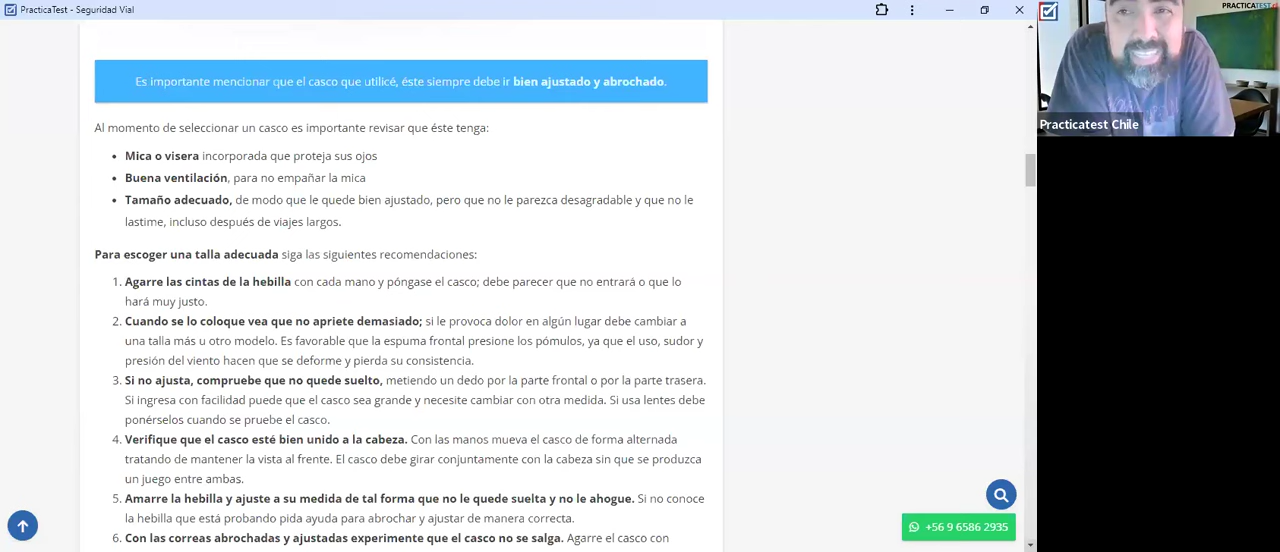 PracticaTest - Seguridad Vial
PRACTICATEST.cl
Es importante mencionar que el casco que utilicé, éste siempre debe ir bien ajustado y abrochado.
Practicatest Chile
Al momento de seleccionar un casco es importante revisar que éste tenga:
• Mica o visera incorporada que proteja sus ojos
• Buena ventilación, para no empañar la mica
• Tamaño adecuado, de modo que le quede bien ajustado, pero que no le parezca desagradable y que no le
lastime, incluso después de viajes largos.
Para escoger una talla adecuada siga las siguientes recomendaciones:
1. Agarre las cintas de la hebilla con cada mano y póngase el casco; debe parecer que no entrará o que lo
hará muy justo.
2. Cuando se lo coloque vea que no apriete demasiado; si le provoca dolor en algún lugar debe cambiar a
una talla más u otro modelo. Es favorable que la espuma frontal presione los pómulos, ya que el uso, sudor y
presión del viento hacen que se deforme y pierda su consistencia.
3. Si no ajusta, compruebe que no quede suelto, metiendo un dedo por la parte frontal o por la parte trasera.
Si ingresa con facilidad puede que el casco sea grande y necesite cambiar con otra medida. Si usa lentes debe
ponérselos cuando se pruebe el casco.
4. Verifique que el casco esté bien unido a la cabeza. Con las manos mueva el casco de forma alternada
tratando de mantener la vista al frente. El casco debe girar conjuntamente con la cabeza sin que se produzca
un juego entre ambas.
5. Amarre la hebilla y ajuste a su medida de tal forma que no le quede suelta y no le ahogue. Si no conoce
la hebilla que está probando pida ayuda para abrochar y ajustar de manera correcta.
6. Con las correas abrochadas y ajustadas experimente que el casco no se salga. Agarre el casco con
+56 9 6586 2935